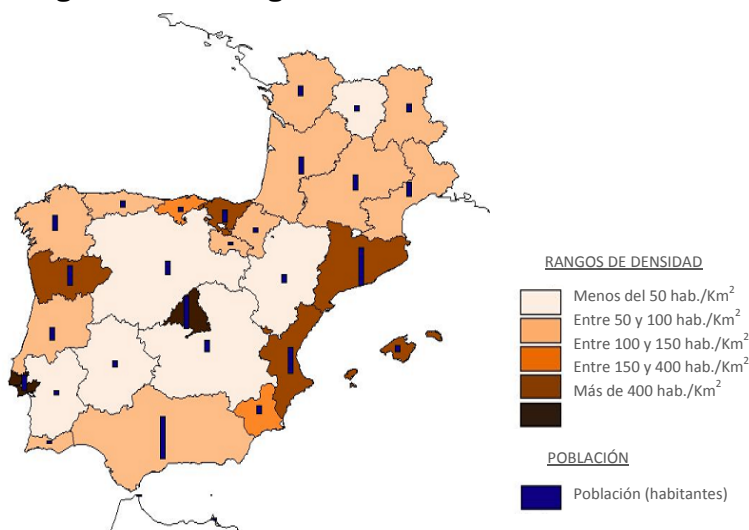 RANGOS DE DENSIDAD
Menos del 50 hab./Km²
Entre 50 y 100 hab./Km²
Entre 100 y 150 hab./Km²
Entre 150 y 400 hab./Km²
Más de 400 hab./Km²
POBLACIÓN
Población (habitantes)